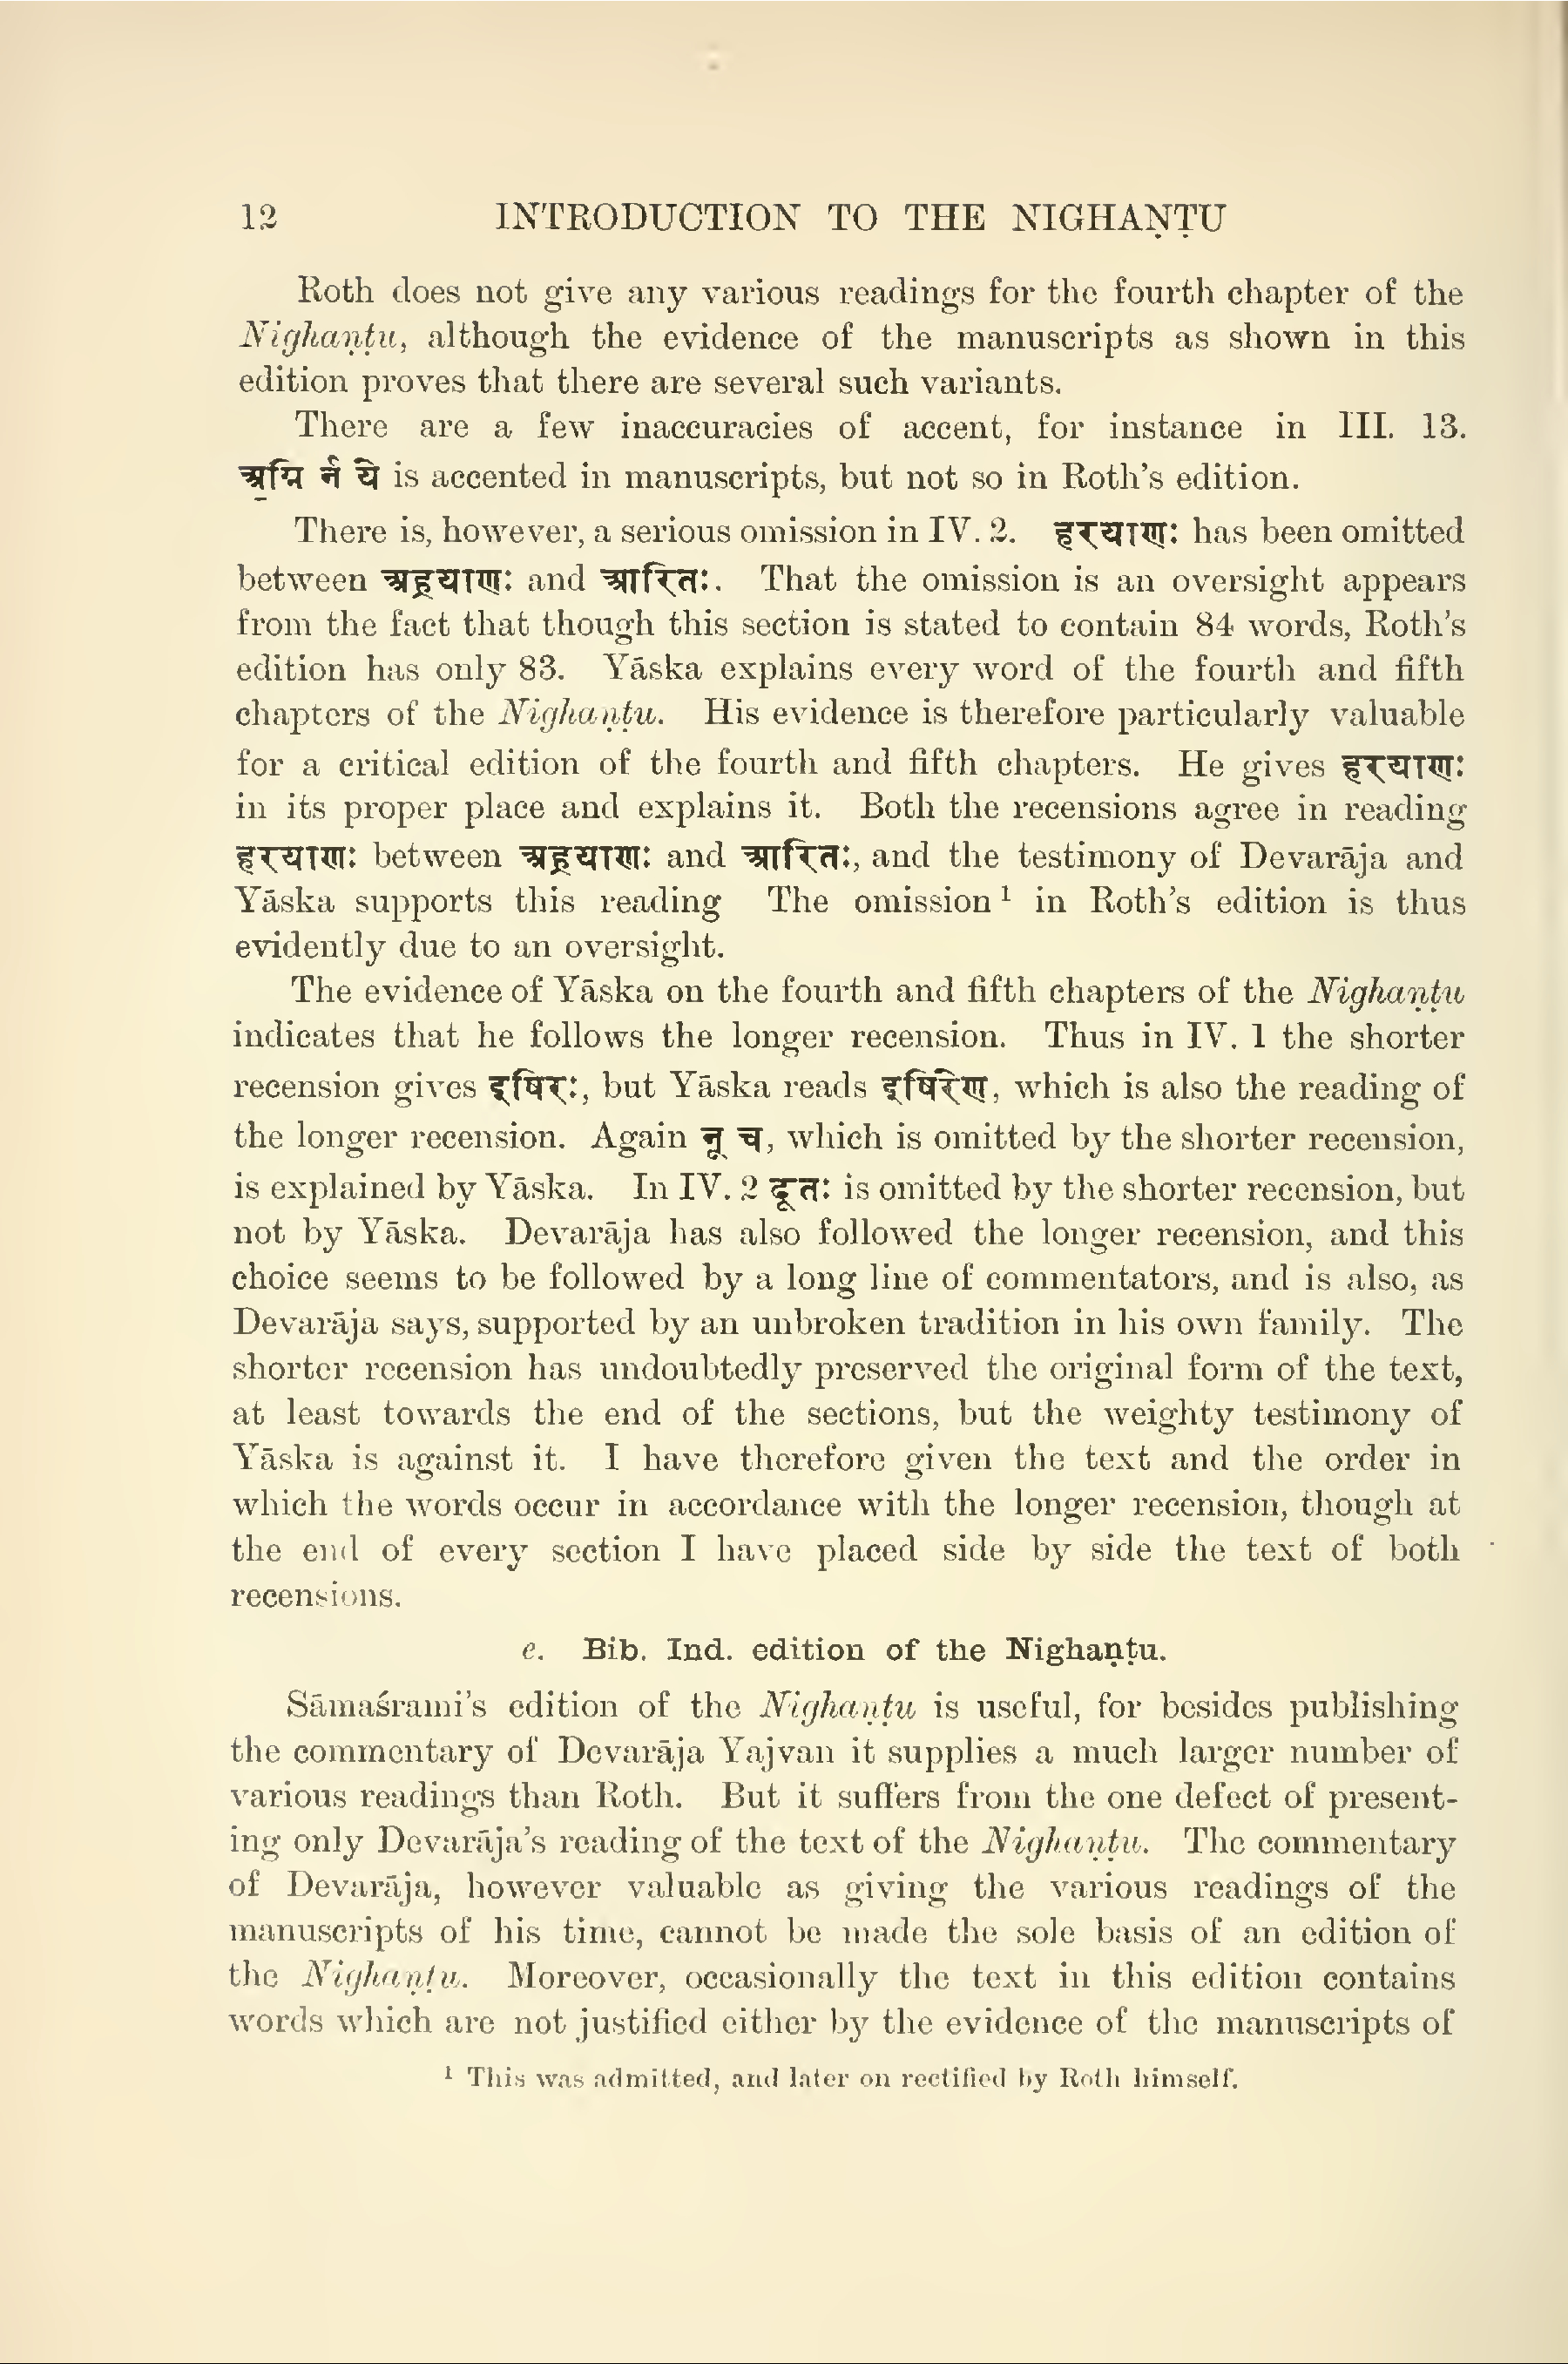 12 INTRODUCTION TO THE NIGHAṆṬU
Roth does not give any various readings for the fourth chapter of the
Nighaṇṭu, although the evidence of the manuscripts as shown in this
edition proves that there are several such variants.
There are a few inaccuracies of accent, for instance in III. 13.
अ॒ग्नि र्न ये is accented in manuscripts, but not so in Roth's edition.
There is, however, a serious omission in IV. 2. हरयाणः has been omitted
between अह्रयाणः and आरितः. That the omission is an oversight appears
from the fact that though this section is stated to contain 84 words, Roth's
edition has only 83. Yāska explains every word of the fourth and fifth
chapters of the Nighaṇṭu. His evidence is therefore particularly valuable
for a critical edition of the fourth and fifth chapters. He gives हरयाणः
in its proper place and explains it. Both the recensions agree in reading
हरयाणः between अह्रयाणः and आरितः, and the testimony of Devarāja and
Yāska supports this reading The omission ¹ in Roth's edition is thus
evidently due to an oversight.
The evidence of Yāska on the fourth and fifth chapters of the Nighaṇṭu
indicates that he follows the longer recension. Thus in IV. 1 the shorter
recension gives इषिरः, but Yāska reads इषिरेण, which is also the reading of
the longer recension. Again नू च, which is omitted by the shorter recension,
is explained by Yāska. In IV. 2 दूतः is omitted by the shorter recension, but
not by Yāska. Devarāja has also followed the longer recension, and this
choice seems to be followed by a long line of commentators, and is also, as
Devarāja says, supported by an unbroken tradition in his own family. The
shorter recension has undoubtedly preserved the original form of the text,
at least towards the end of the sections, but the weighty testimony of
Yāska is against it. I have therefore given the text and the order in
which the words occur in accordance with the longer recension, though at
the end of every section I have placed side by side the text of both
recensions.
e. Bib. Ind. edition of the Nighaṇṭu.
Sāmaśrami's edition of the Nighaṇṭu is useful, for besides publishing
the commentary of Devarāja Yajvan it supplies a much larger number of
various readings than Roth. But it suffers from the one defect of present-
ing only Devarāja's reading of the text of the Nighaṇṭu. The commentary
of Devarāja, however valuable as giving the various readings of the
manuscripts of his time, cannot be made the sole basis of an edition of
the Nighaṇṭu. Moreover, occasionally the text in this edition contains
words which are not justified either by the evidence of the manuscripts of
¹ This was admitted, and later on rectified by Roth himself.